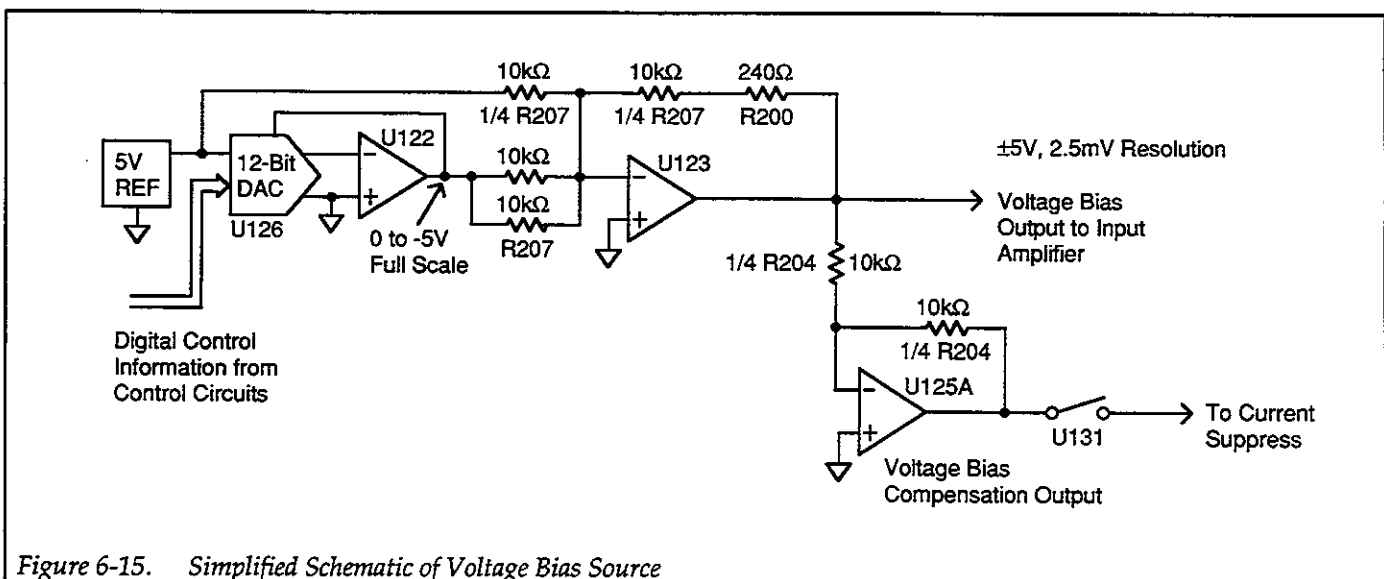 10kΩ
1/4 R207
10kΩ
1/4 R207
240Ω
R200
5V
REF
12-Bit
DAC
U126
U122
−
+
0 to -5V
Full Scale
10kΩ
10kΩ
R207
U123
−
+
±5V, 2.5mV Resolution
Voltage Bias
Output to Input
Amplifier
1/4 R204
10kΩ
10kΩ
1/4 R204
Digital Control
Information from
Control Circuits
U125A
−
+
U131
To Current
Suppress
Voltage Bias
Compensation Output
Figure 6-15. Simplified Schematic of Voltage Bias Source